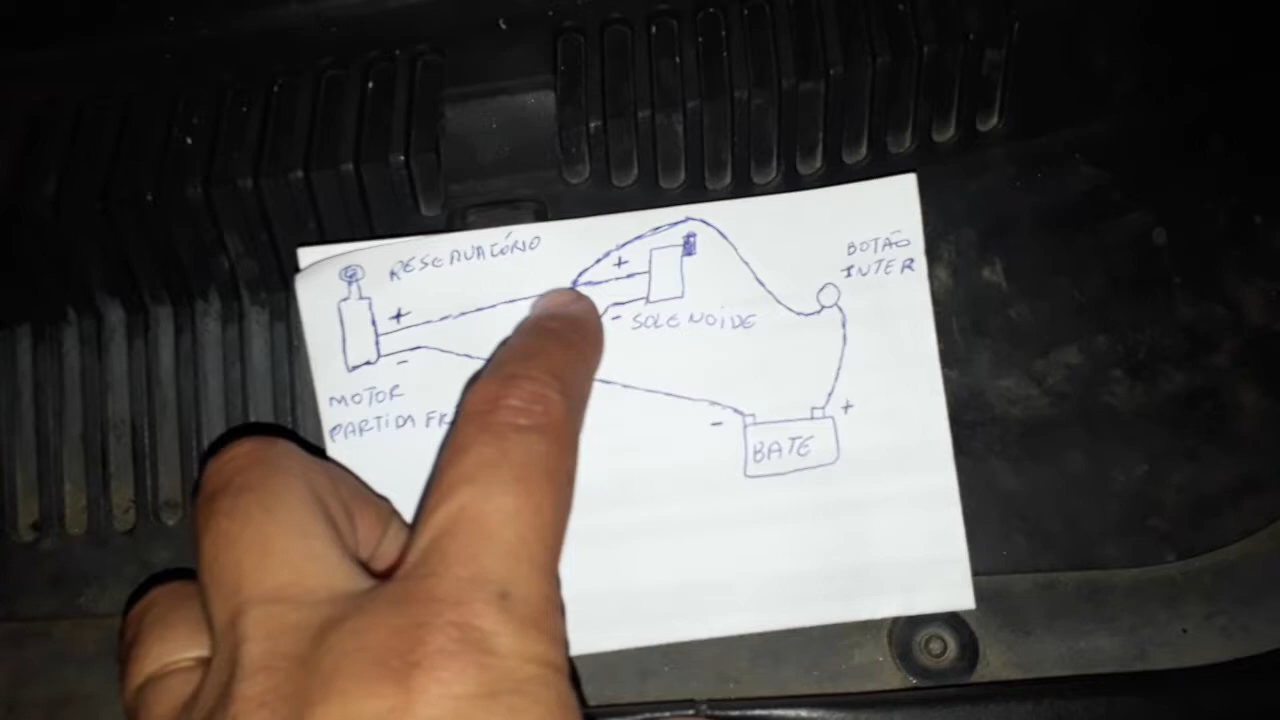 RESERVATÓRIO
+
-
MOTOR
PARTIDA
+
-
SOLENOIDE
BOTÃO
INTER
-
+
BATE